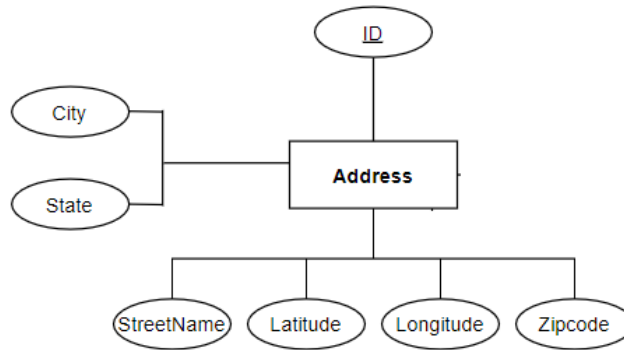 ID
City
Address
State
StreetName
Latitude
Longitude
Zipcode